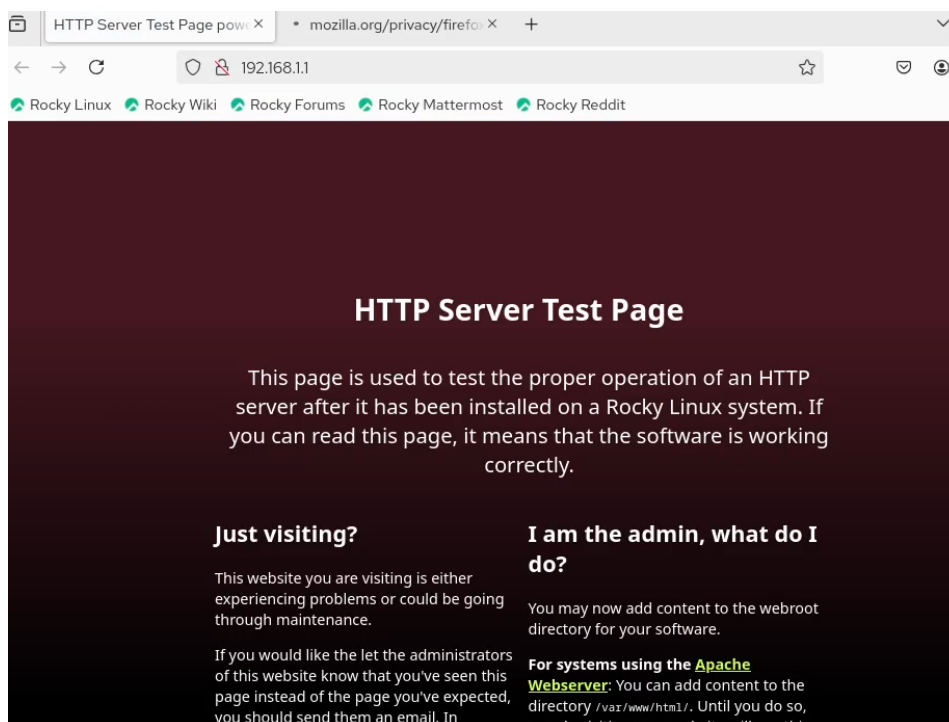 HTTP Server Test Page powe
mozilla.org/privacy/firefo
192.168.1.1
Rocky Linux Rocky Wiki Rocky Forums Rocky Mattermost Rocky Reddit
HTTP Server Test Page
This page is used to test the proper operation of an HTTP
server after it has been installed on a Rocky Linux system. If
you can read this page, it means that the software is working
correctly.
Just visiting?
This website you are visiting is either
experiencing problems or could be going
through maintenance.
If you would like the let the administrators
of this website know that you've seen this
page instead of the page you've expected,
you should send them an email. In
I am the admin, what do I
do?
You may now add content to the webroot
directory for your software.
For systems using the Apache
Webserver: You can add content to the
directory /var/www/html/. Until you do so,